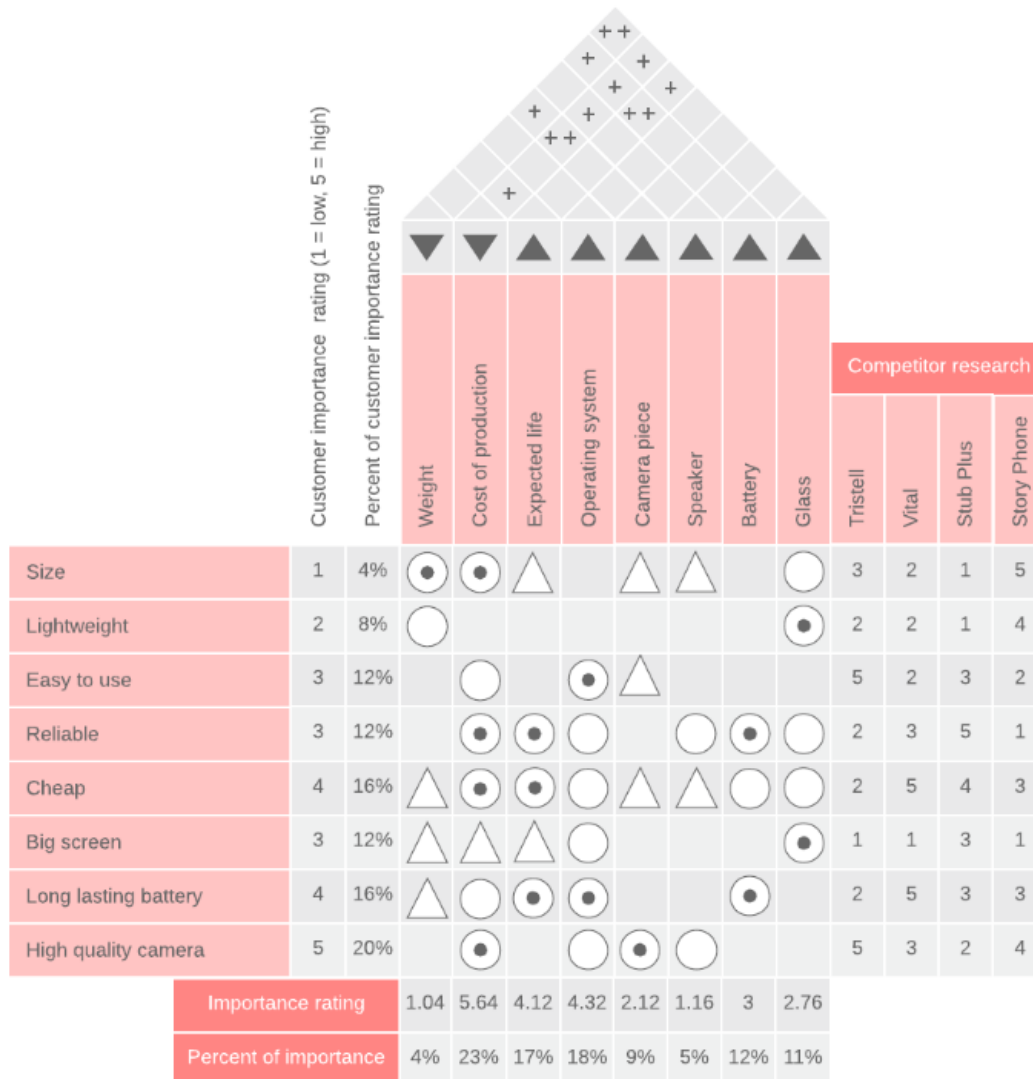 ++
+ +
+ +
+ + ++
++
+
Customer importance rating (1 = low, 5 = high)
Percent of customer importance rating
Weight
Cost of production
Expected life
Operating system
Camera piece
Speaker
Battery
Glass
Competitor research
Tristell
Vital
Stub Plus
Story Phone
Size 1 4% 3 2 1 5
Lightweight 2 8% 2 2 1 4
Easy to use 3 12% 5 2 3 2
Reliable 3 12% 2 3 5 1
Cheap 4 16% 2 5 4 3
Big screen 3 12% 1 1 3 1
Long lasting battery 4 16% 2 5 3 3
High quality camera 5 20% 5 3 2 4
Importance rating 1.04 5.64 4.12 4.32 2.12 1.16 3 2.76
Percent of importance 4% 23% 17% 18% 9% 5% 12% 11%